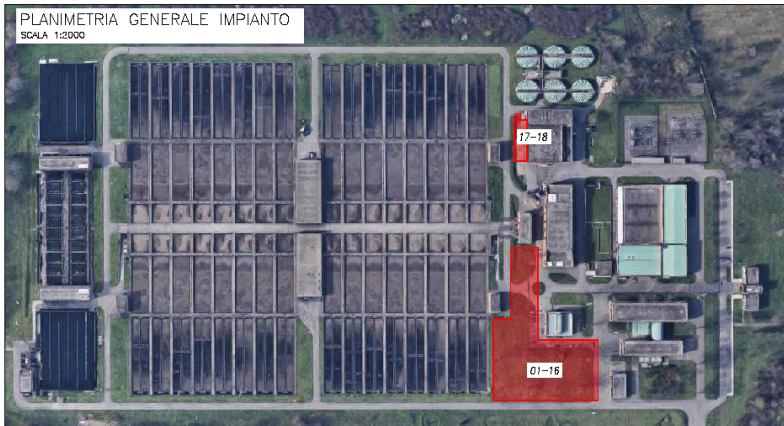 PLANIMETRIA GENERALE IMPIANTO
SCALA 1:2000
17-18
01-16